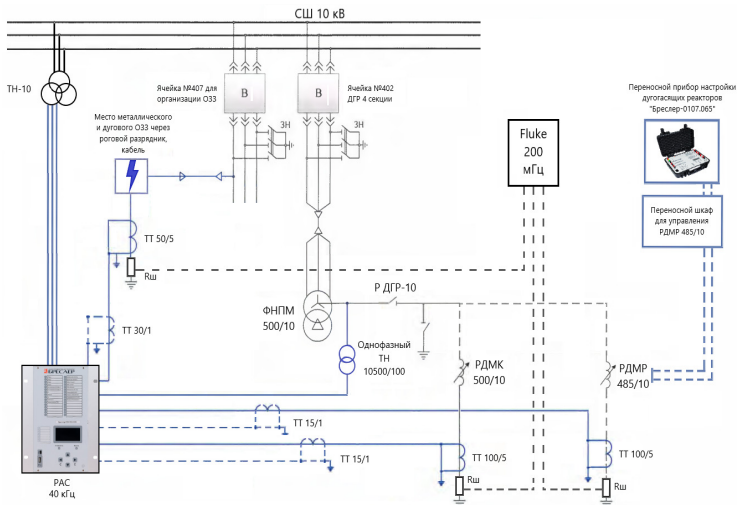 СШ 10 кВ
ТН-10
Ячейка №407 для
организации ОЗЗ
В
В
Ячейка №402
ДГР 4 секции
Переносной прибор настройки
дугогасящих реакторов
"Бреслер-0107.065"
Место металлического
и дугового ОЗЗ через
роговой разрядник,
кабель
ЗН
ЗН
Fluke
200
мГц
Переносной шкаф
для управления
РДМР 485/10
ТТ 50/5
Rш
Р ДГР-10
ФНПМ
500/10
ТТ 30/1
Однофазный
ТН
10500/100
РДМК
500/10
РДМР
485/10
БРЕСЛЕР
ТТ 15/1
ТТ 15/1
ТТ 100/5
ТТ 100/5
Rш
Rш
РАС
40 кГц